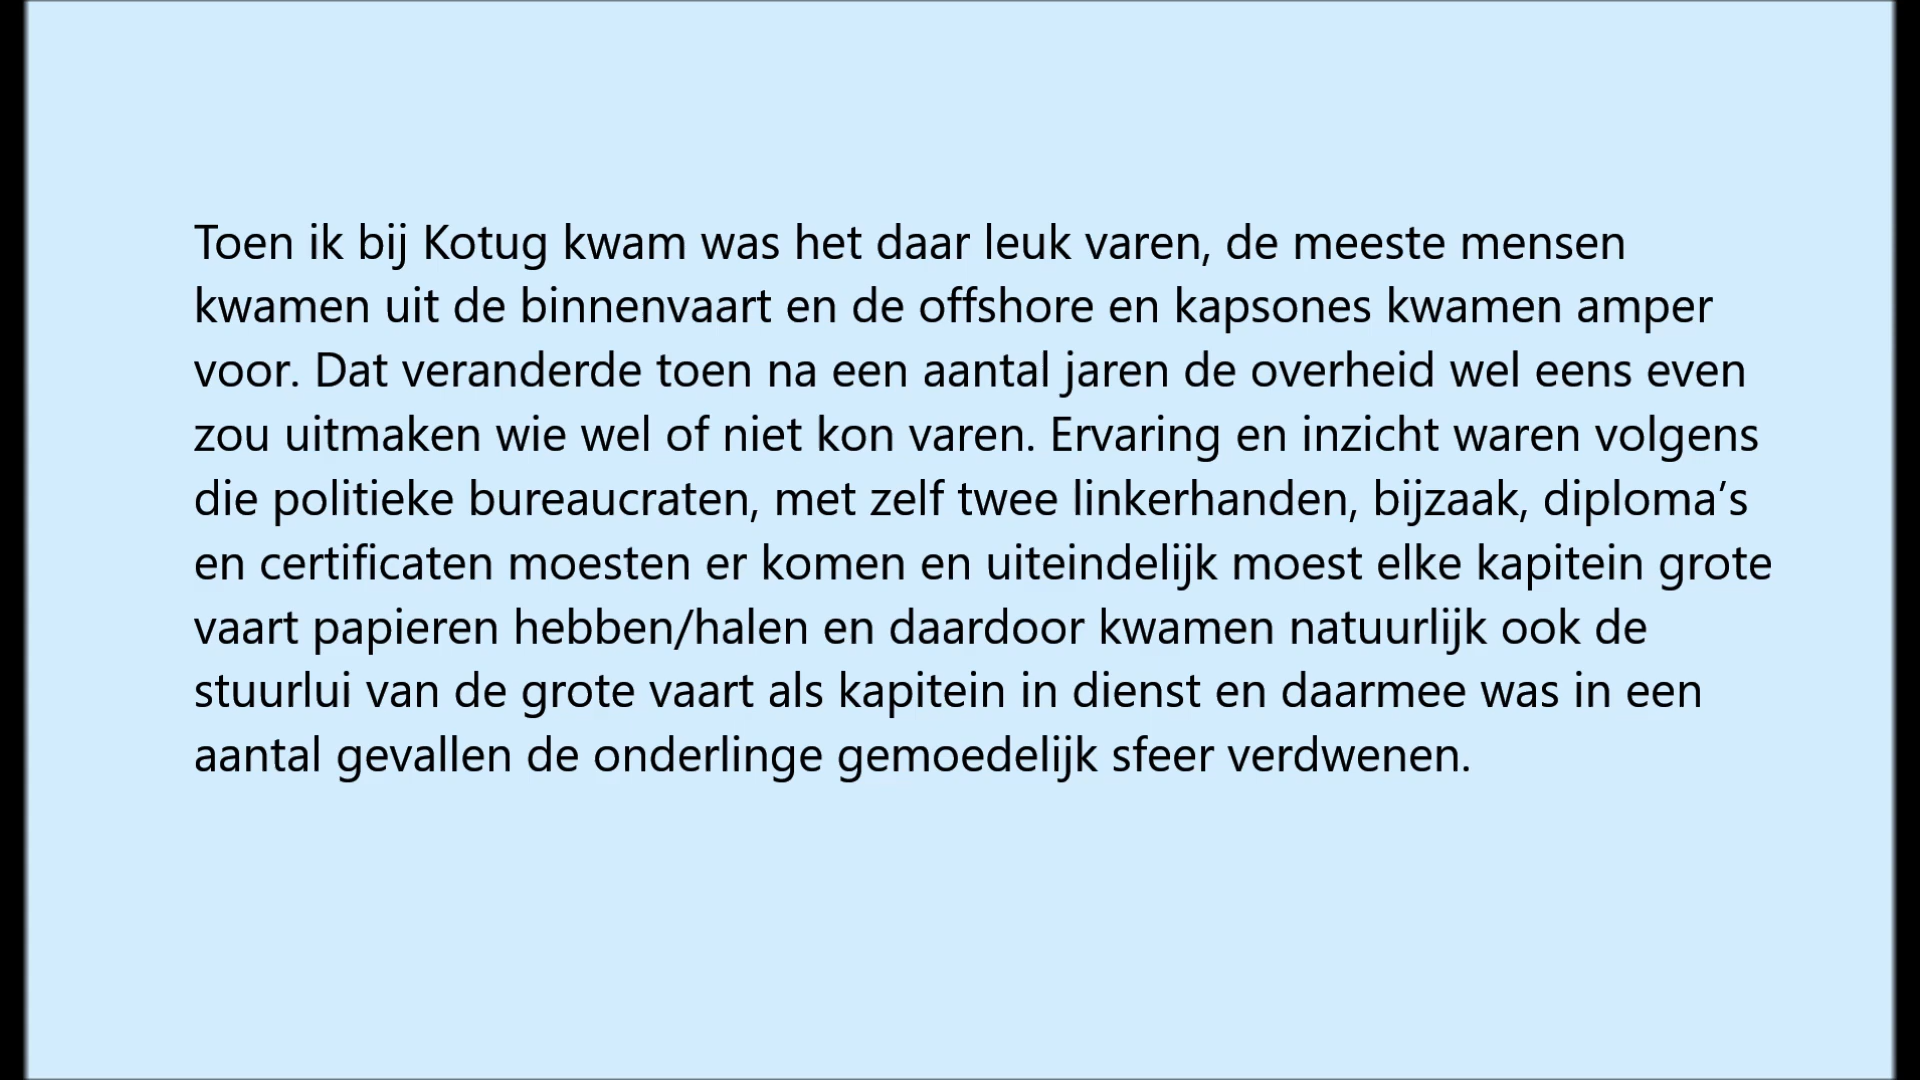 Toen ik bij Kotug kwam was het daar leuk varen, de meeste mensen
kwamen uit de binnenvaart en de offshore en kapsones kwamen amper
voor. Dat veranderde toen na een aantal jaren de overheid wel eens even
zou uitmaken wie wel of niet kon varen. Ervaring en inzicht waren volgens
die politieke bureaucraten, met zelf twee linkerhanden, bijzaak, diploma’s
en certificaten moesten er komen en uiteindelijk moest elke kapitein grote
vaart papieren hebben/halen en daardoor kwamen natuurlijk ook de
stuurlui van de grote vaart als kapitein in dienst en daarmee was in een
aantal gevallen de onderlinge gemoedelijk sfeer verdwenen.